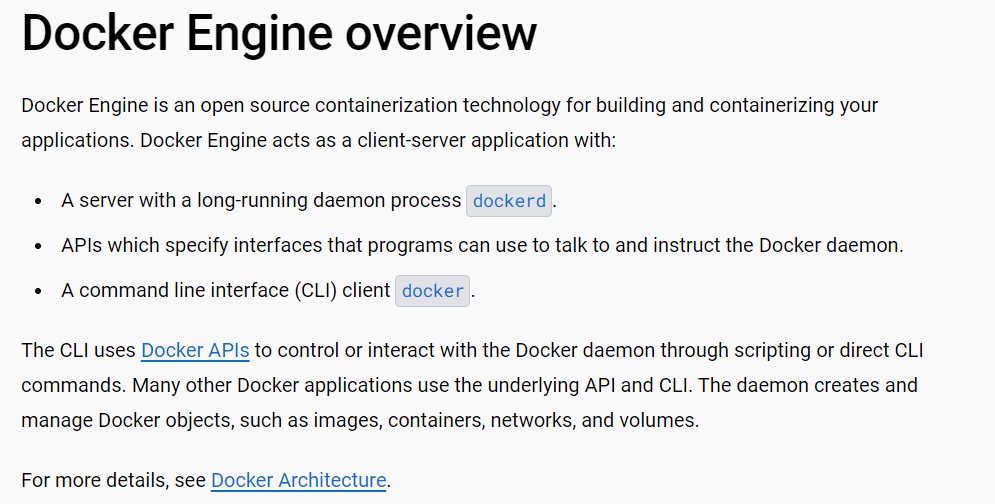 Docker Engine overview
Docker Engine is an open source containerization technology for building and containerizing your
applications. Docker Engine acts as a client-server application with:
• A server with a long-running daemon process dockerd.
• APIs which specify interfaces that programs can use to talk to and instruct the Docker daemon.
• A command line interface (CLI) client docker.
The CLI uses Docker APIs to control or interact with the Docker daemon through scripting or direct CLI
commands. Many other Docker applications use the underlying API and CLI. The daemon creates and
manage Docker objects, such as images, containers, networks, and volumes.
For more details, see Docker Architecture.